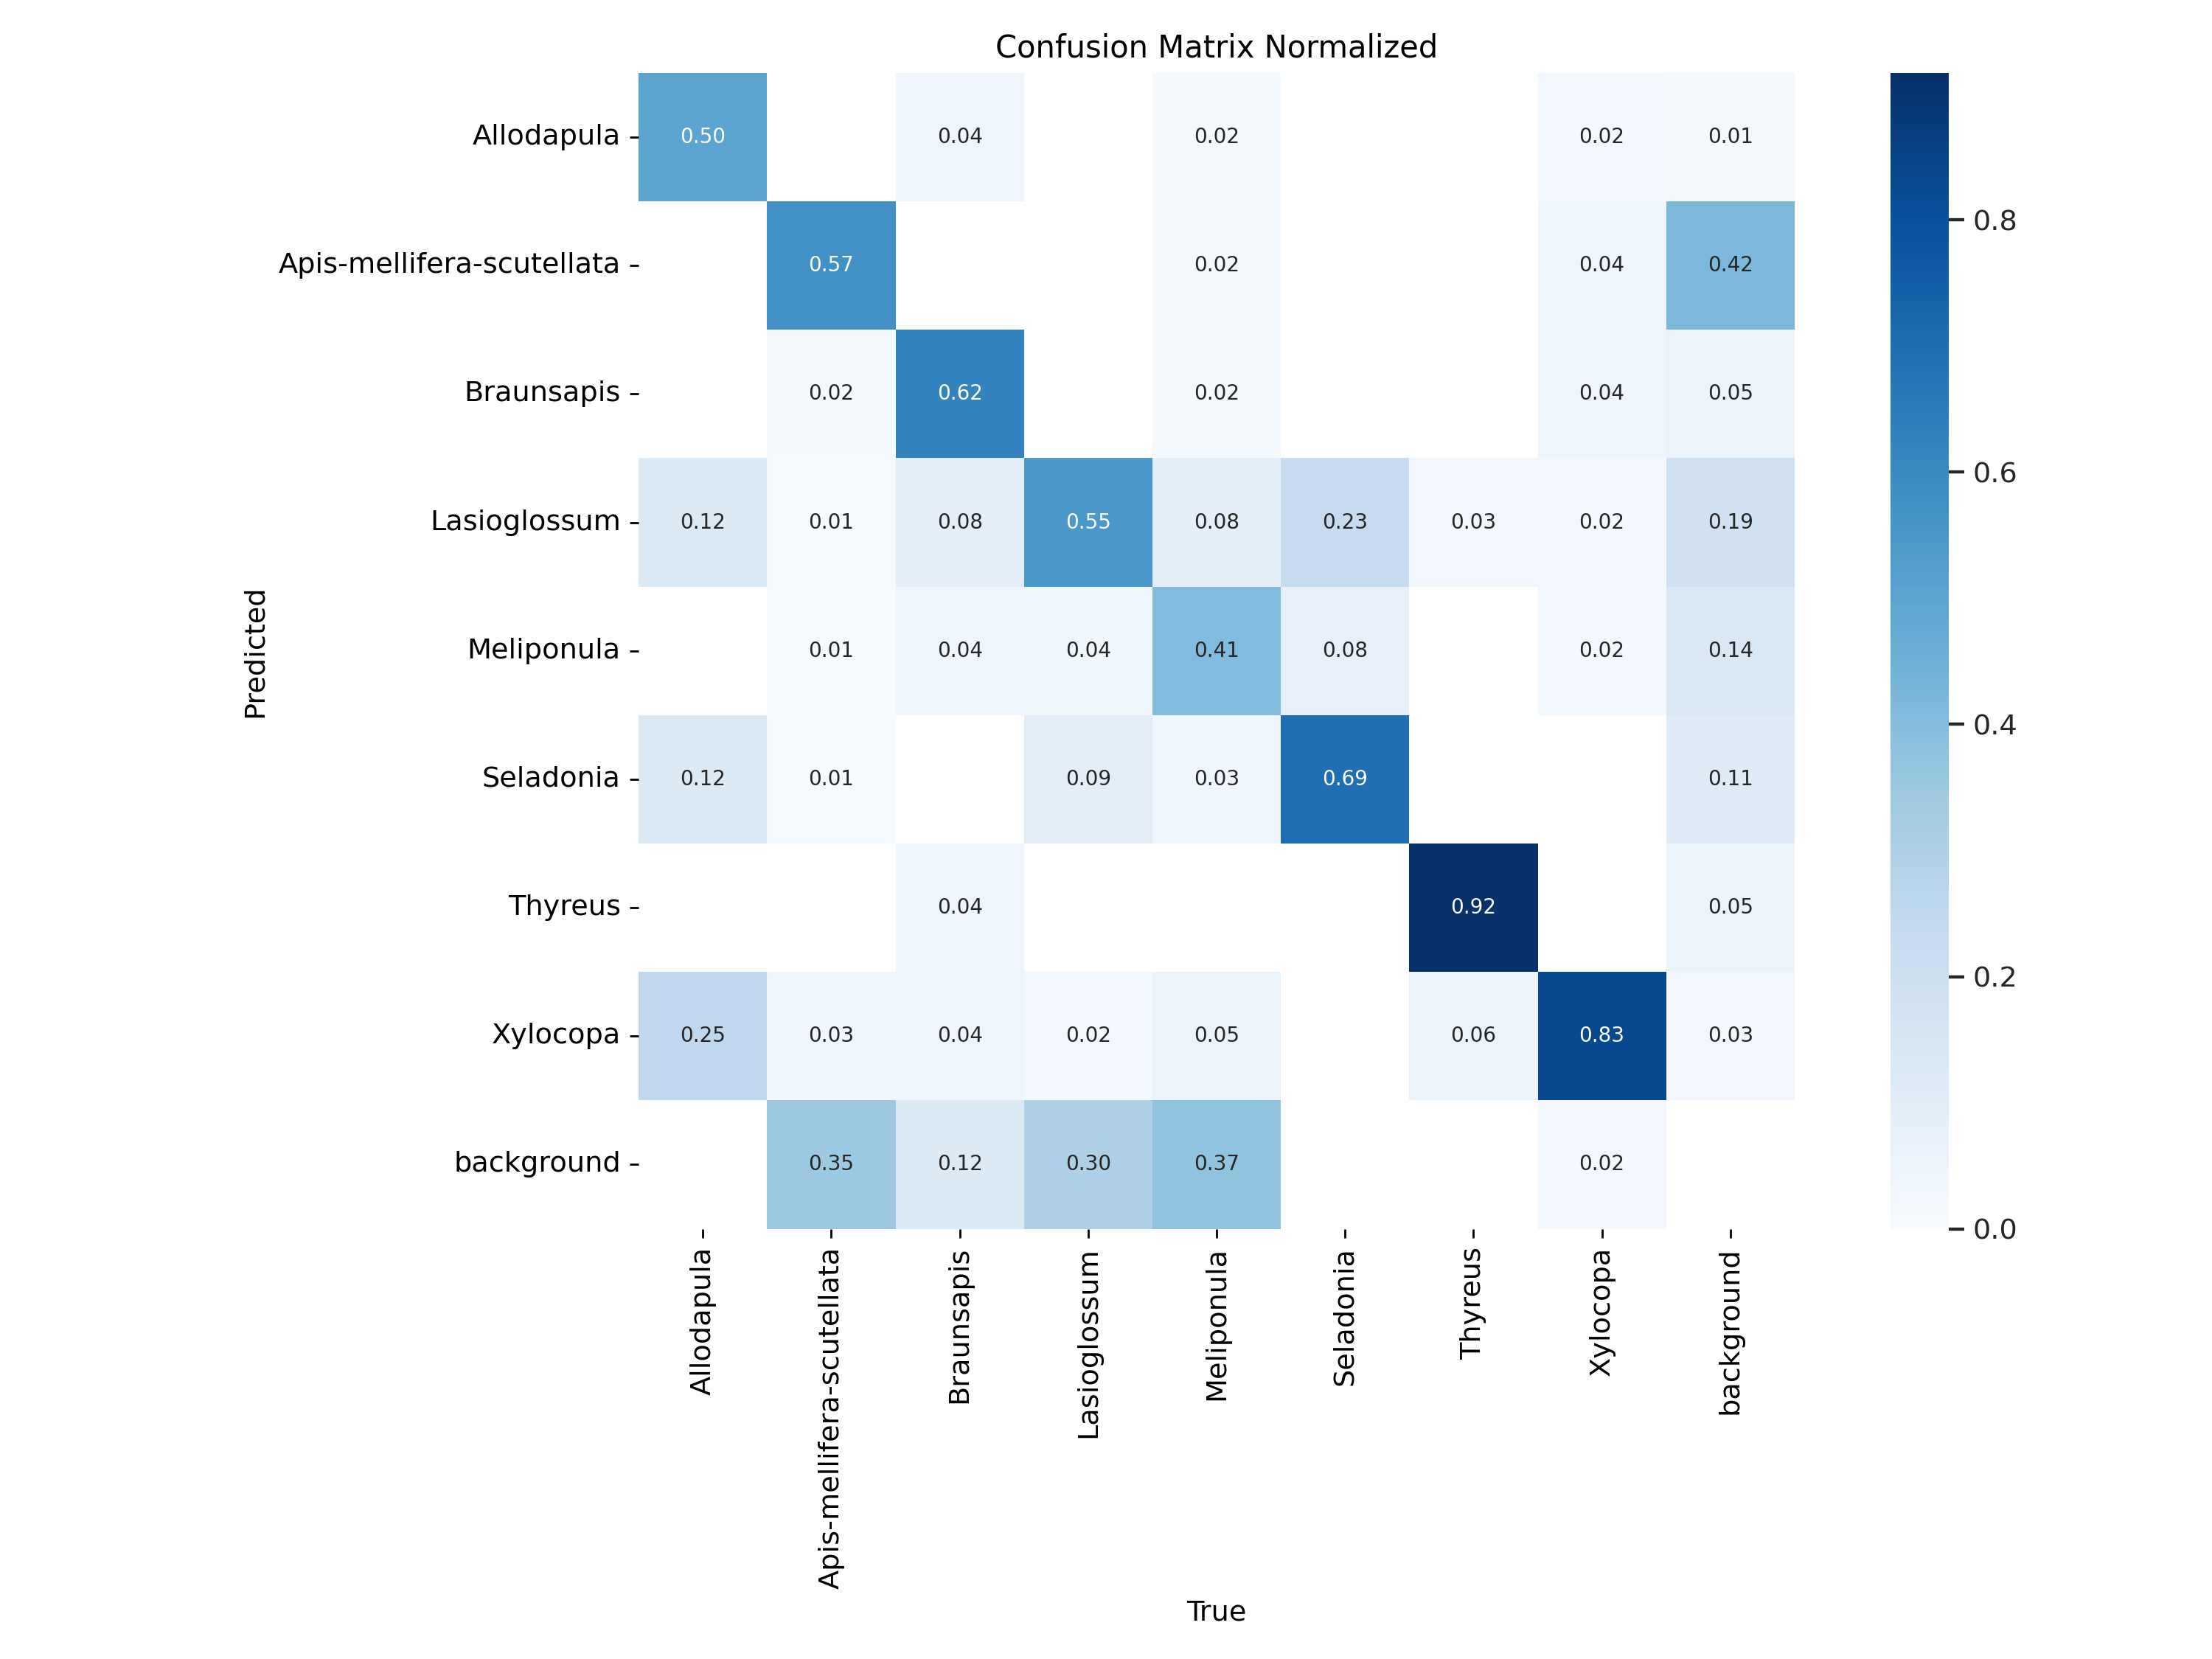 Confusion Matrix Normalized
Allodapula 0.50 0.04 0.02 0.02 0.01
Apis-mellifera-scutellata 0.57 0.02 0.04 0.42
Braunsapis 0.02 0.62 0.02 0.04 0.05
Lasioglossum 0.12 0.01 0.08 0.55 0.08 0.23 0.03 0.02 0.19
Meliponula 0.01 0.04 0.04 0.41 0.08 0.02 0.14
Seladonia 0.12 0.01 0.09 0.03 0.69 0.11
Thyreus 0.04 0.92 0.05
Xylocopa 0.25 0.03 0.04 0.02 0.05 0.06 0.83 0.03
background 0.35 0.12 0.30 0.37 0.02
Predicted
Allodapula
Apis-mellifera-scutellata
Braunsapis
Lasioglossum
Meliponula
Seladonia
Thyreus
Xylocopa
background
True
0.8
0.6
0.4
0.2
0.0